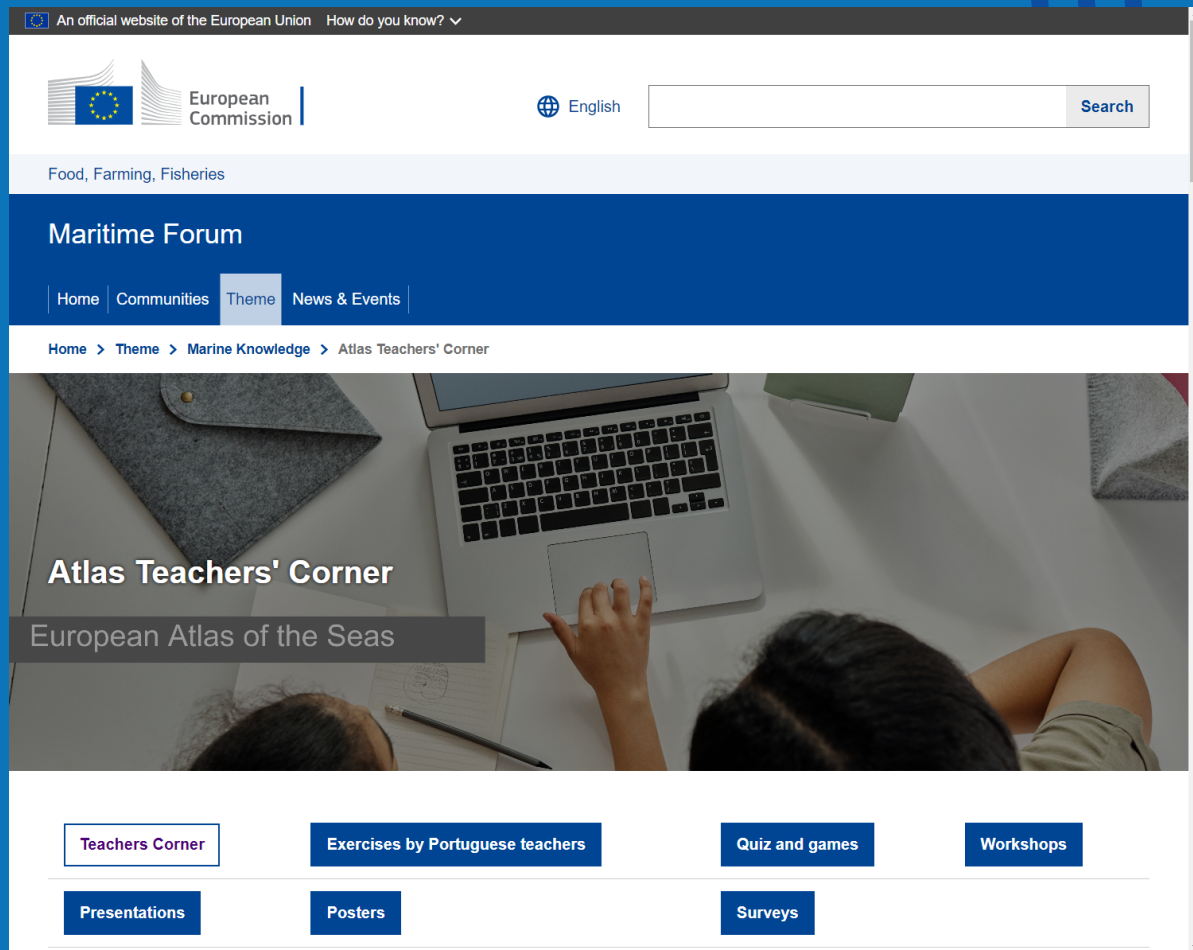 An official website of the European Union How do you know?
European
Commission
English
Search
Food, Farming, Fisheries
Maritime Forum
Home Communities Theme News & Events
Home > Theme > Marine Knowledge > Atlas Teachers' Corner
Atlas Teachers' Corner
European Atlas of the Seas
Teachers Corner Exercises by Portuguese teachers Quiz and games Workshops
Presentations Posters Surveys